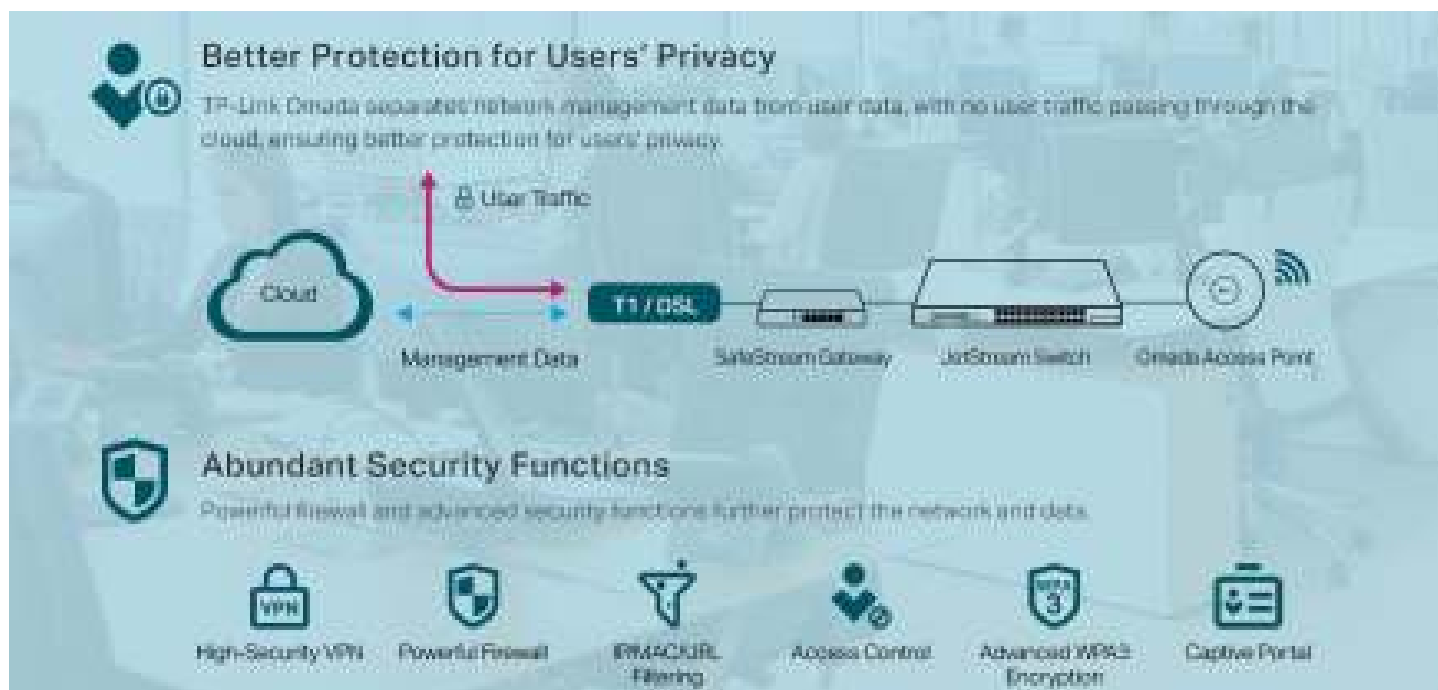 Better Protection for Users' Privacy
TP-Link Omada separates network management data from user data, with no user traffic passing through the
cloud, ensuring better protection for users' privacy.
User Traffic
Cloud
T1 / DSL
Management Data
SafeStream Gateway
JetStream Switch
Omada Access Point
Abundant Security Functions
Powerful firewall and advanced security functions further protect the network and data.
VPN
WPA
3
High-Security VPN
Powerful Firewall
IP/MAC/URL
Filtering
Access Control
Advanced WPA3
Encryption
Captive Portal